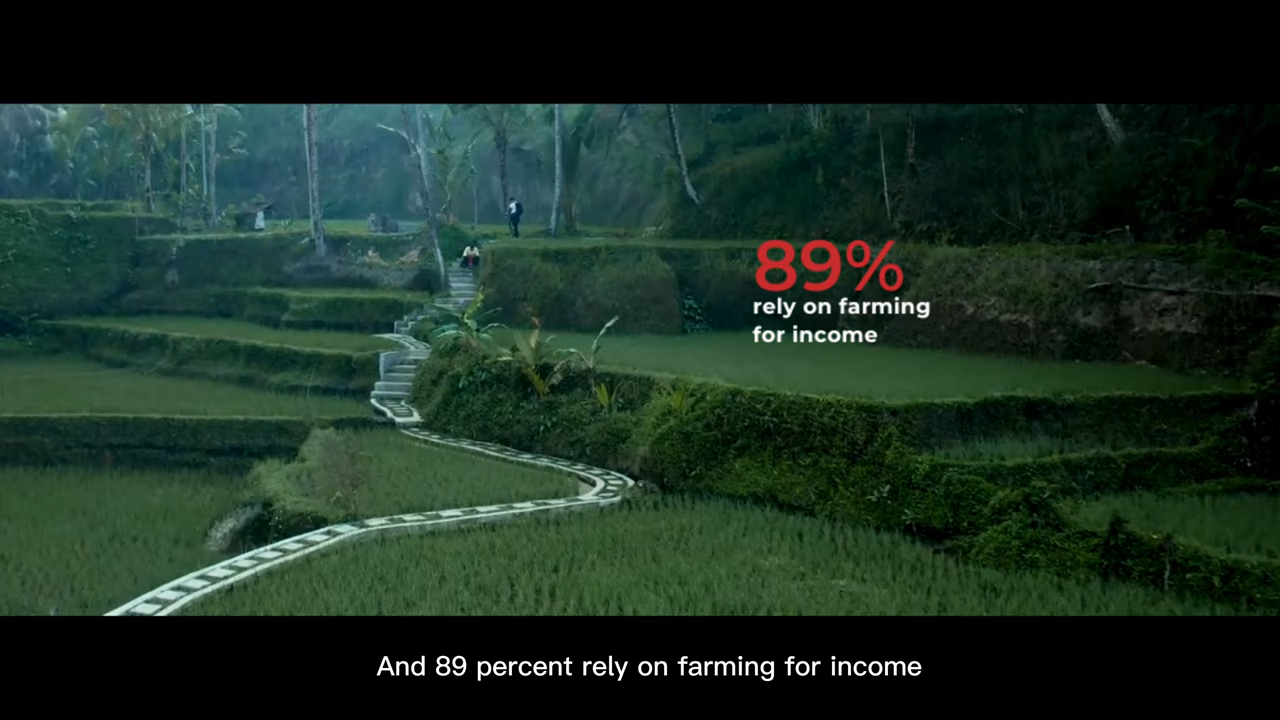 89%
rely on farming
for income
And 89 percent rely on farming for income